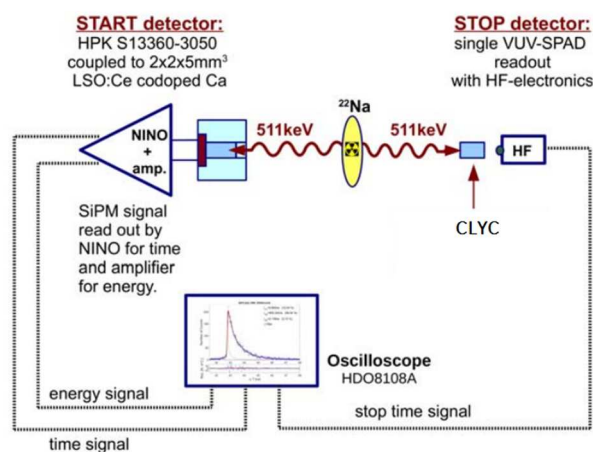 START detector:
HPK S13360-3050
coupled to 2x2x5mm³
LSO:Ce codoped Ca
STOP detector:
single VUV-SPAD
readout
with HF-electronics
²²Na
511keV
511keV
NINO
+
amp.
HF
CLYC
SiPM signal
read out by
NINO for time
and amplifier
for energy.
Oscilloscope
HDO8108A
energy signal
stop time signal
time signal